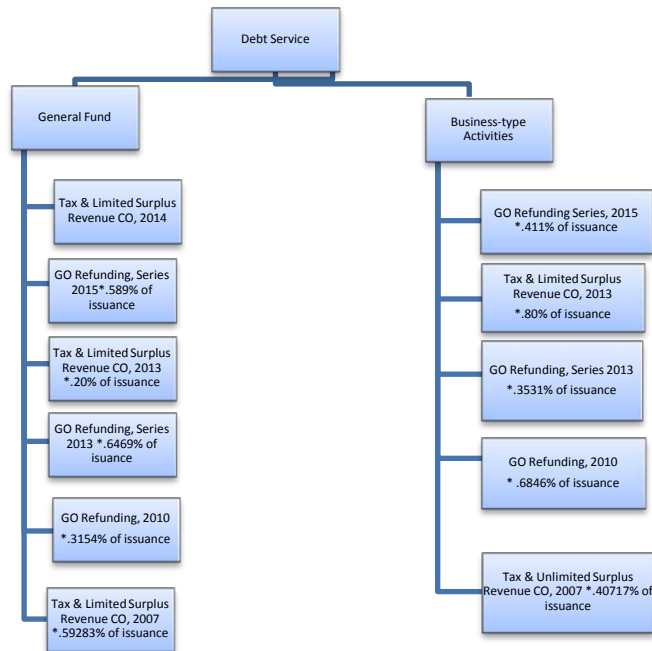 Debt Service
General Fund
Tax & Limited Surplus
Revenue CO, 2014
GO Refunding, Series
2015*.589% of
issuance
Tax & Limited Surplus
Revenue CO, 2013
*.20% of issuance
GO Refunding, Series
2013 *.6469% of
isuance
GO Refunding, 2010
*.3154% of issuance
Tax & Limited Surplus
Revenue CO, 2007
*.59283% of issuance
Business-type
Activities
GO Refunding Series, 2015
*.411% of issuance
Tax & Limited Surplus
Revenue CO, 2013
*.80% of issuance
GO Refunding, Series 2013
*.3531% of issuance
GO Refunding, 2010
* .6846% of issuance
Tax & Unlimited Surplus
Revenue CO, 2007 *.40717% of
issuance